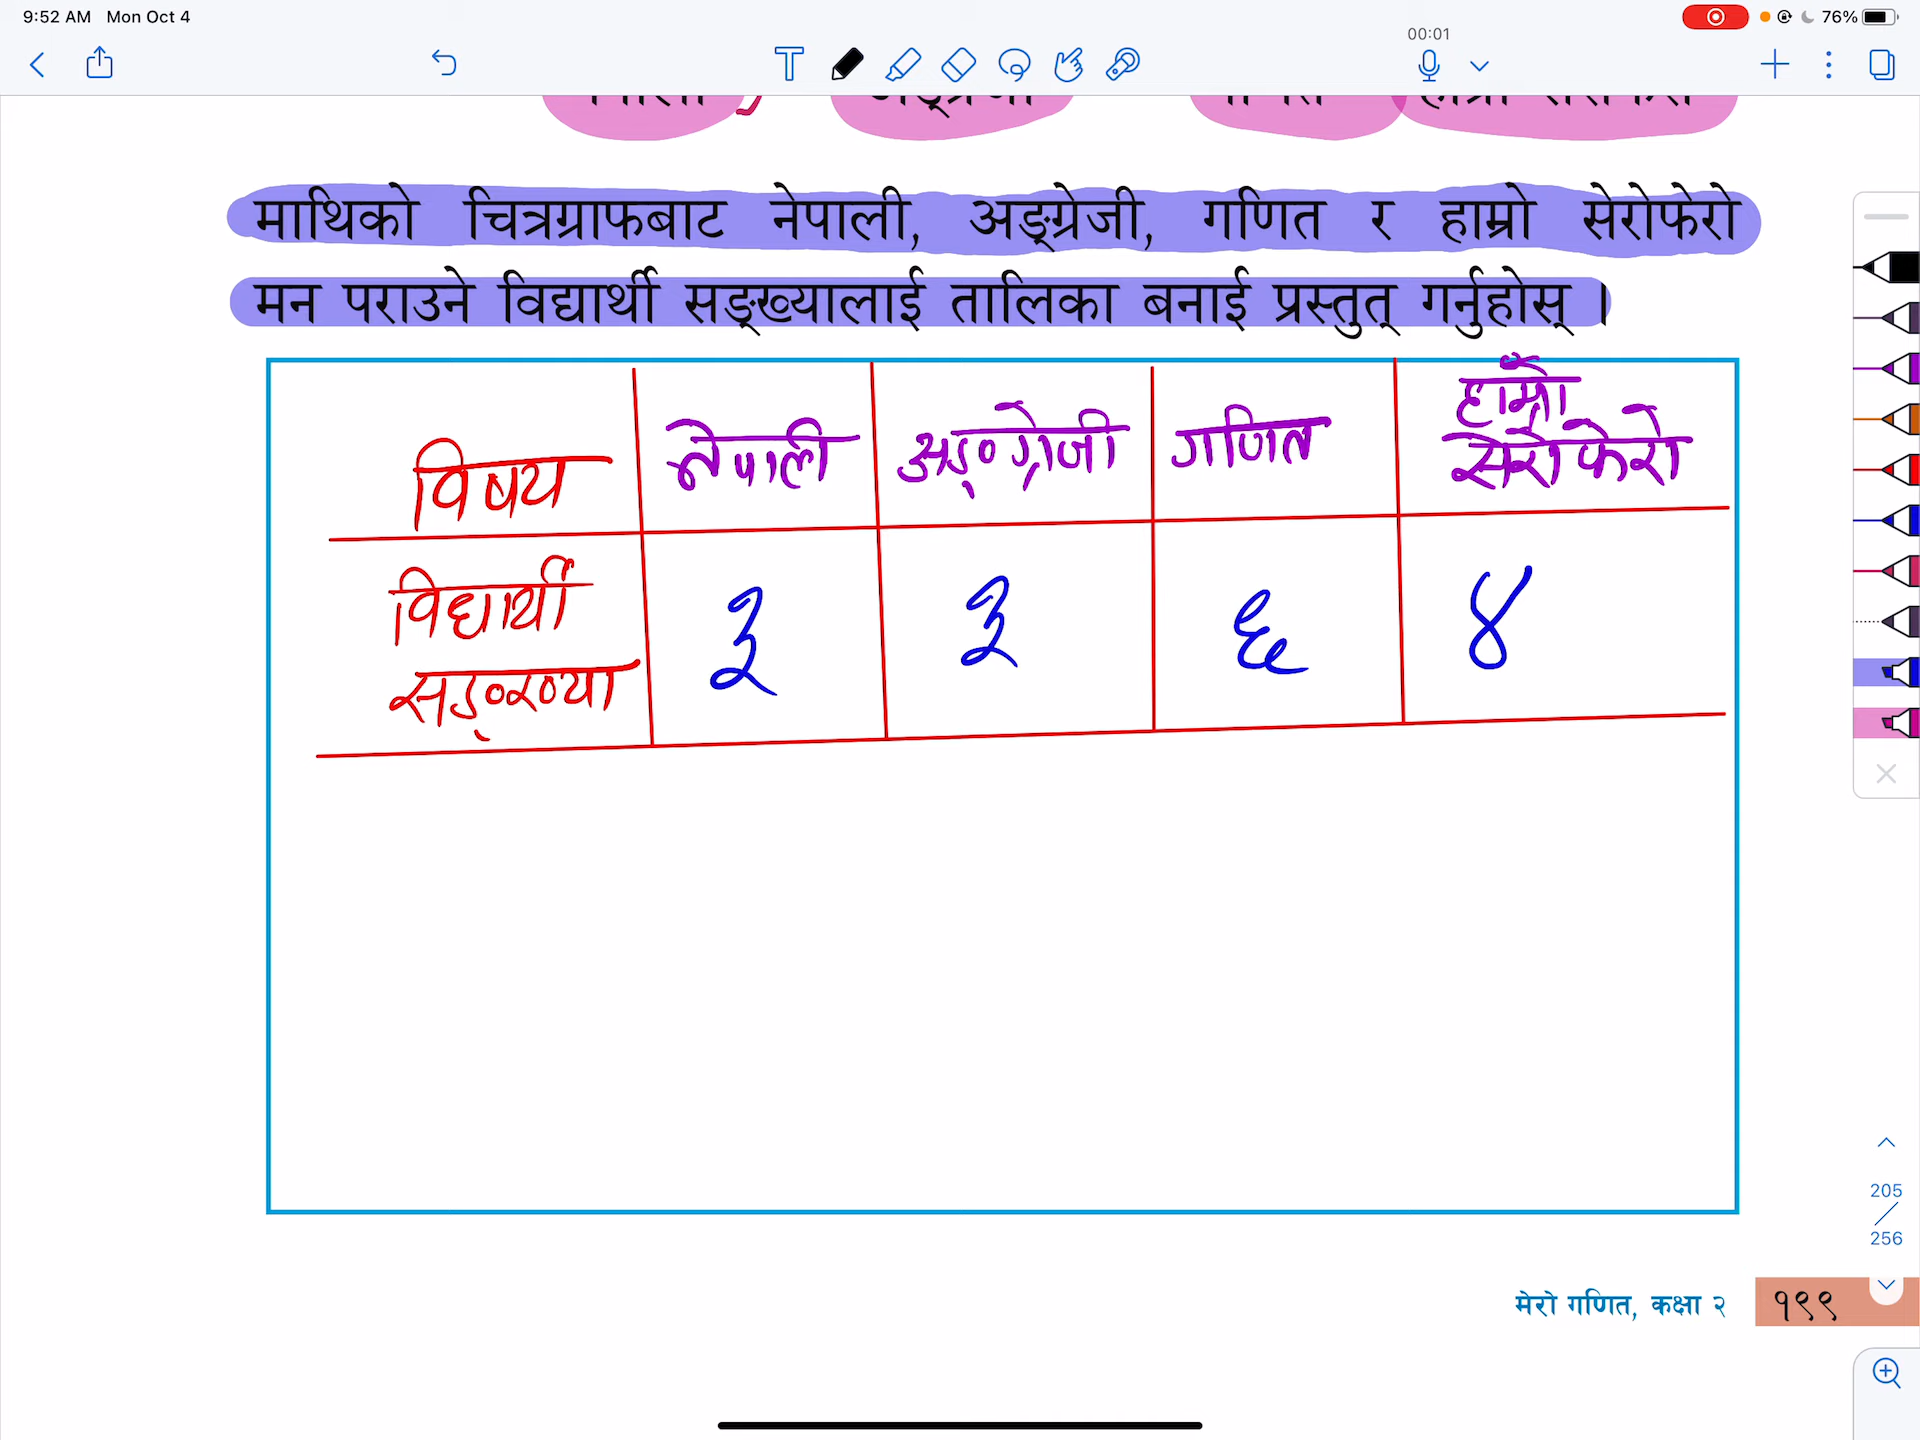 9:52 AM Mon Oct 4
76%
00:01
माथिको चित्रग्राफबाट नेपाली, अङ्ग्रेजी, गणित र हाम्रो सेरोफेरो
मन पराउने विद्यार्थी सङ्ख्यालाई तालिका बनाई प्रस्तुत् गर्नुहोस् ।
विषय नेपाली अङ्ग्रेजी गणित हाम्रो सेरोफेरो
विद्यार्थी सङ्ख्या ३ ३ ६ ४
205
256
मेरो गणित, कक्षा २ १९९